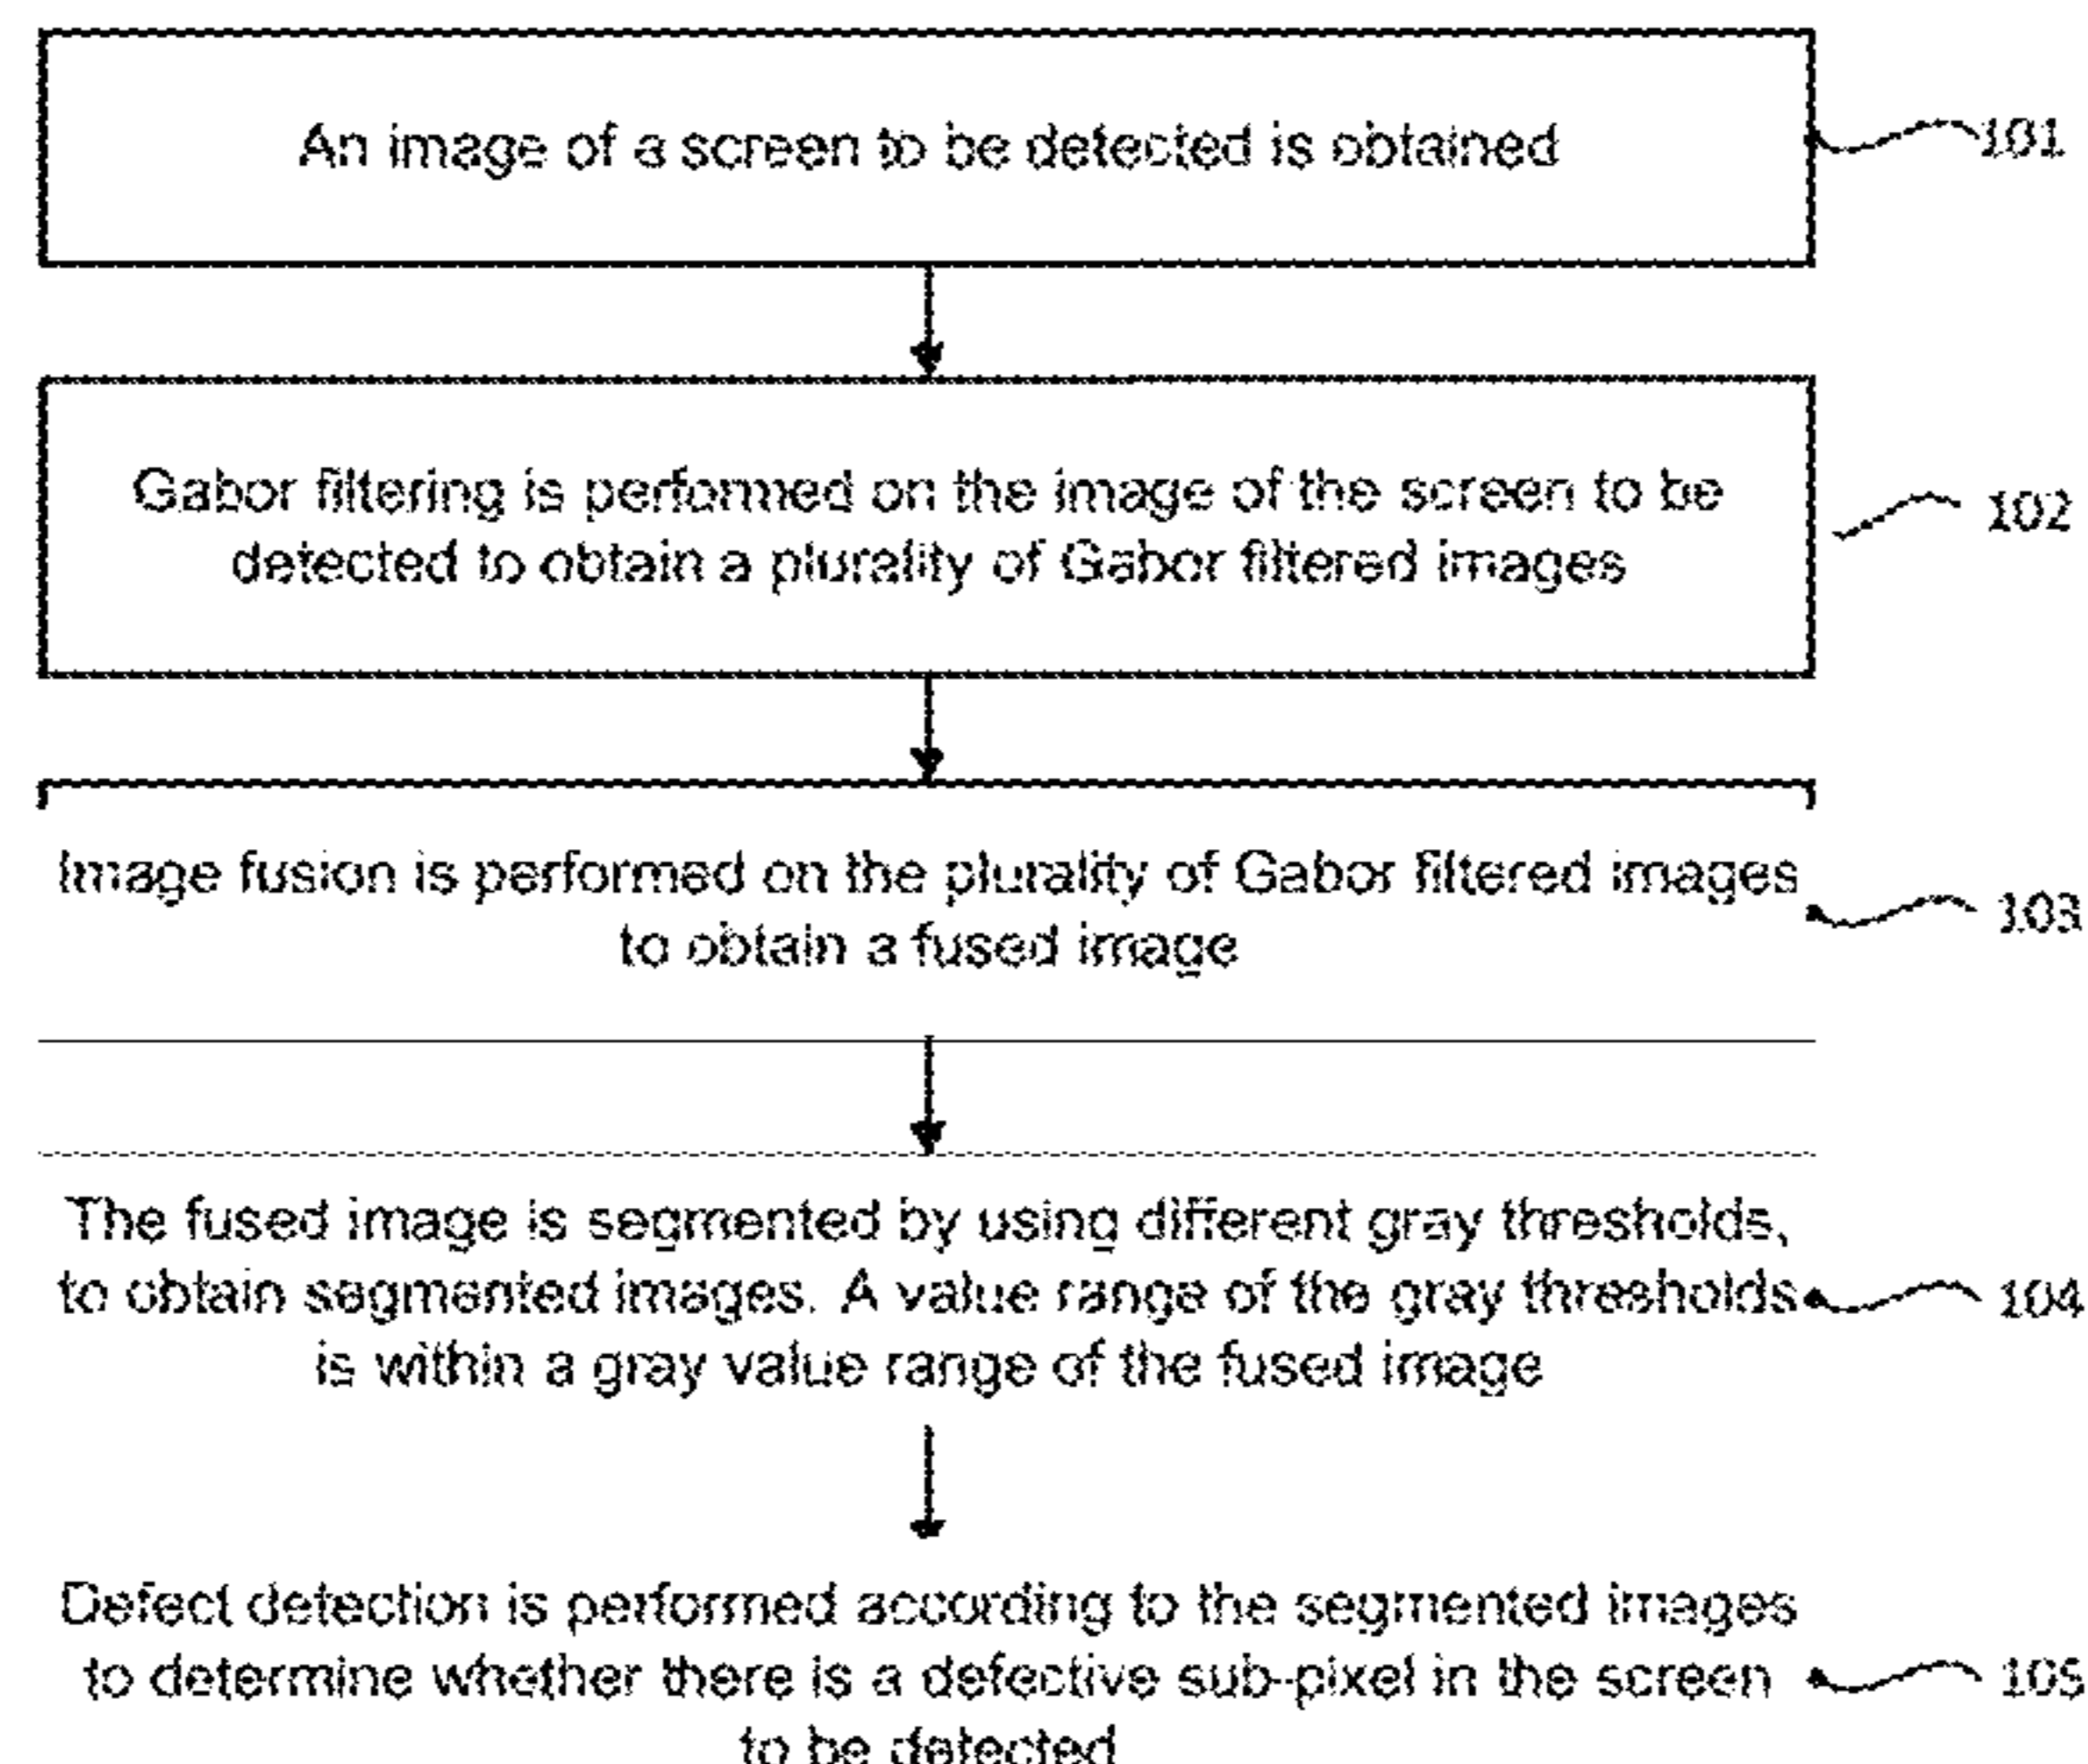 An image of a screen to be detected is obtained
101
Gabor filtering is performed on the image of the screen to be
detected to obtain a plurality of Gabor filtered images
102
Image fusion is performed on the plurality of Gabor filtered images
to obtain a fused image
103
The fused image is segmented by using different gray thresholds,
to obtain segmented images. A value range of the gray thresholds
is within a gray value range of the fused image
104
Defect detection is performed according to the segmented images
to determine whether there is a defective sub-pixel in the screen
to be detected
105